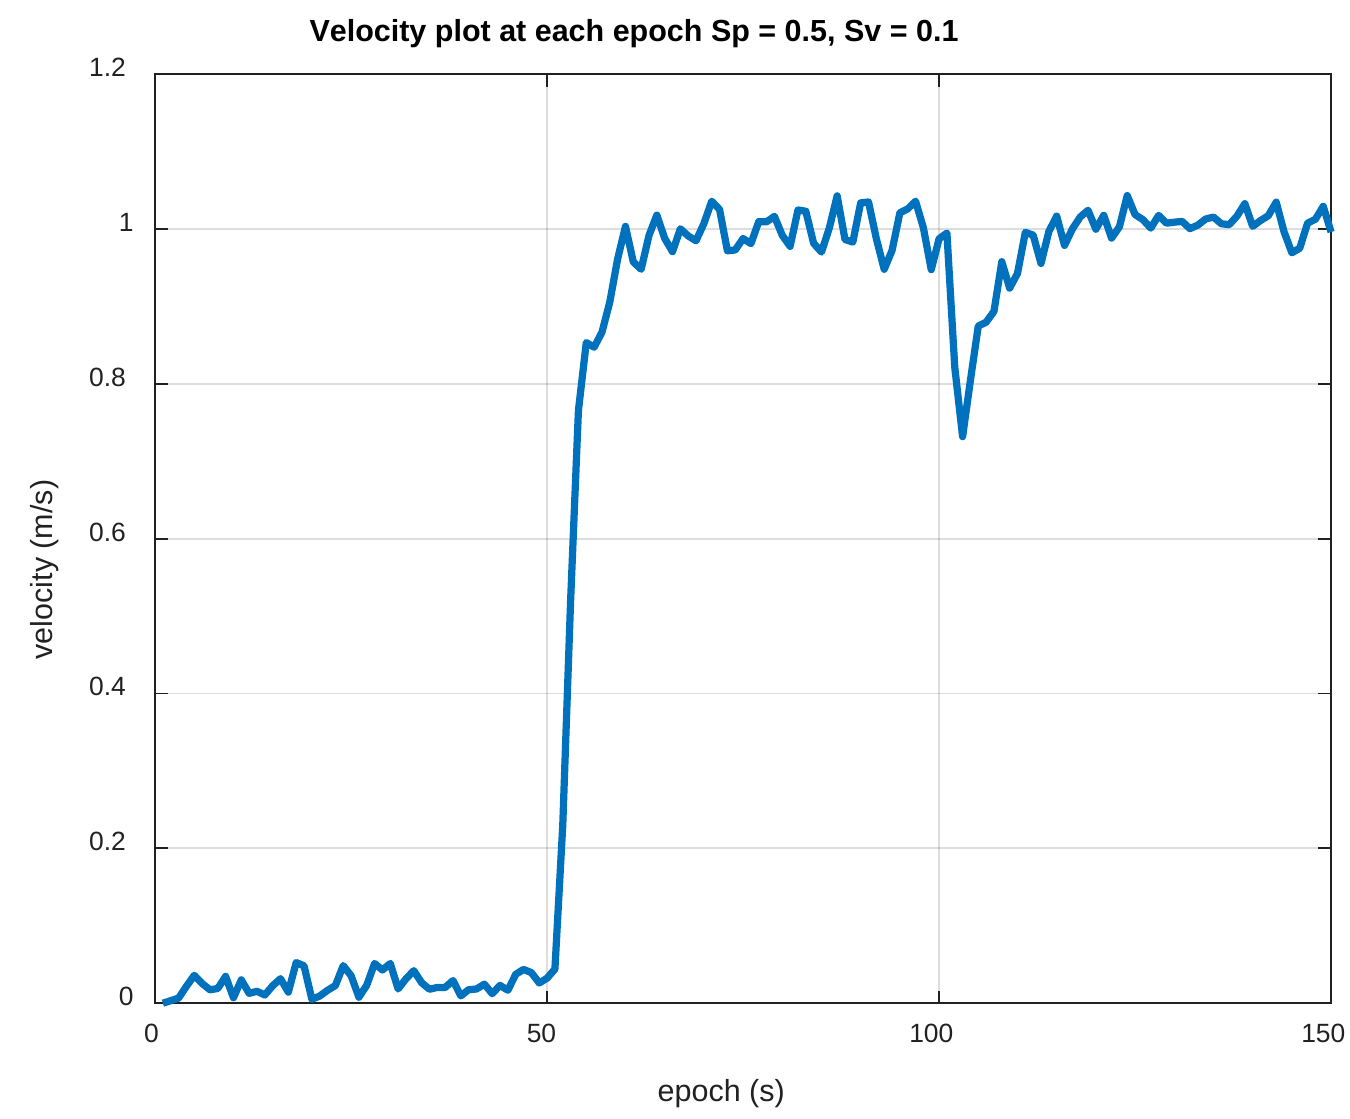 Velocity plot at each epoch Sp = 0.5, Sv = 0.1
1.2
1
0.8
0.6
0.4
0.2
0
velocity (m/s)
0 50 100 150
epoch (s)